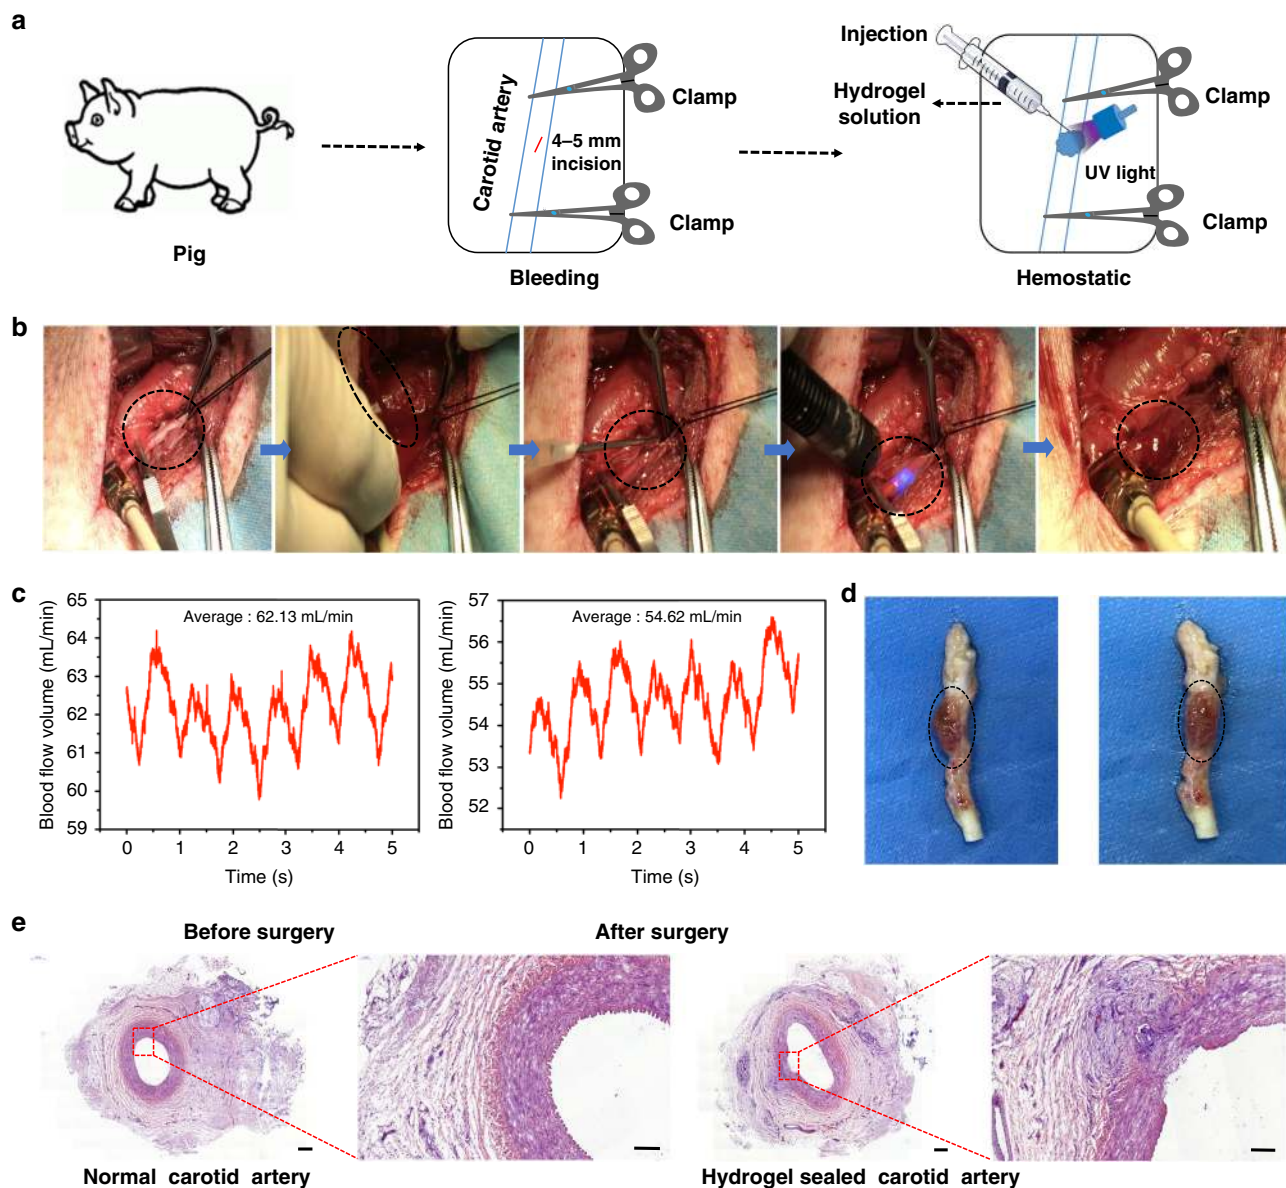 a
Pig
Carotid artery
4–5 mm
incision
Clamp
Clamp
Bleeding
Injection
Hydrogel
solution
UV light
Clamp
Clamp
Hemostatic
b
c
Blood flow volume (mL/min)
65
64
63
62
61
60
59
Average : 62.13 mL/min
0 1 2 3 4 5
Time (s)
Blood flow volume (mL/min)
57
56
55
54
53
52
Average : 54.62 mL/min
0 1 2 3 4 5
Time (s)
d
e
Before surgery
After surgery
Normal carotid artery
Hydrogel sealed carotid artery